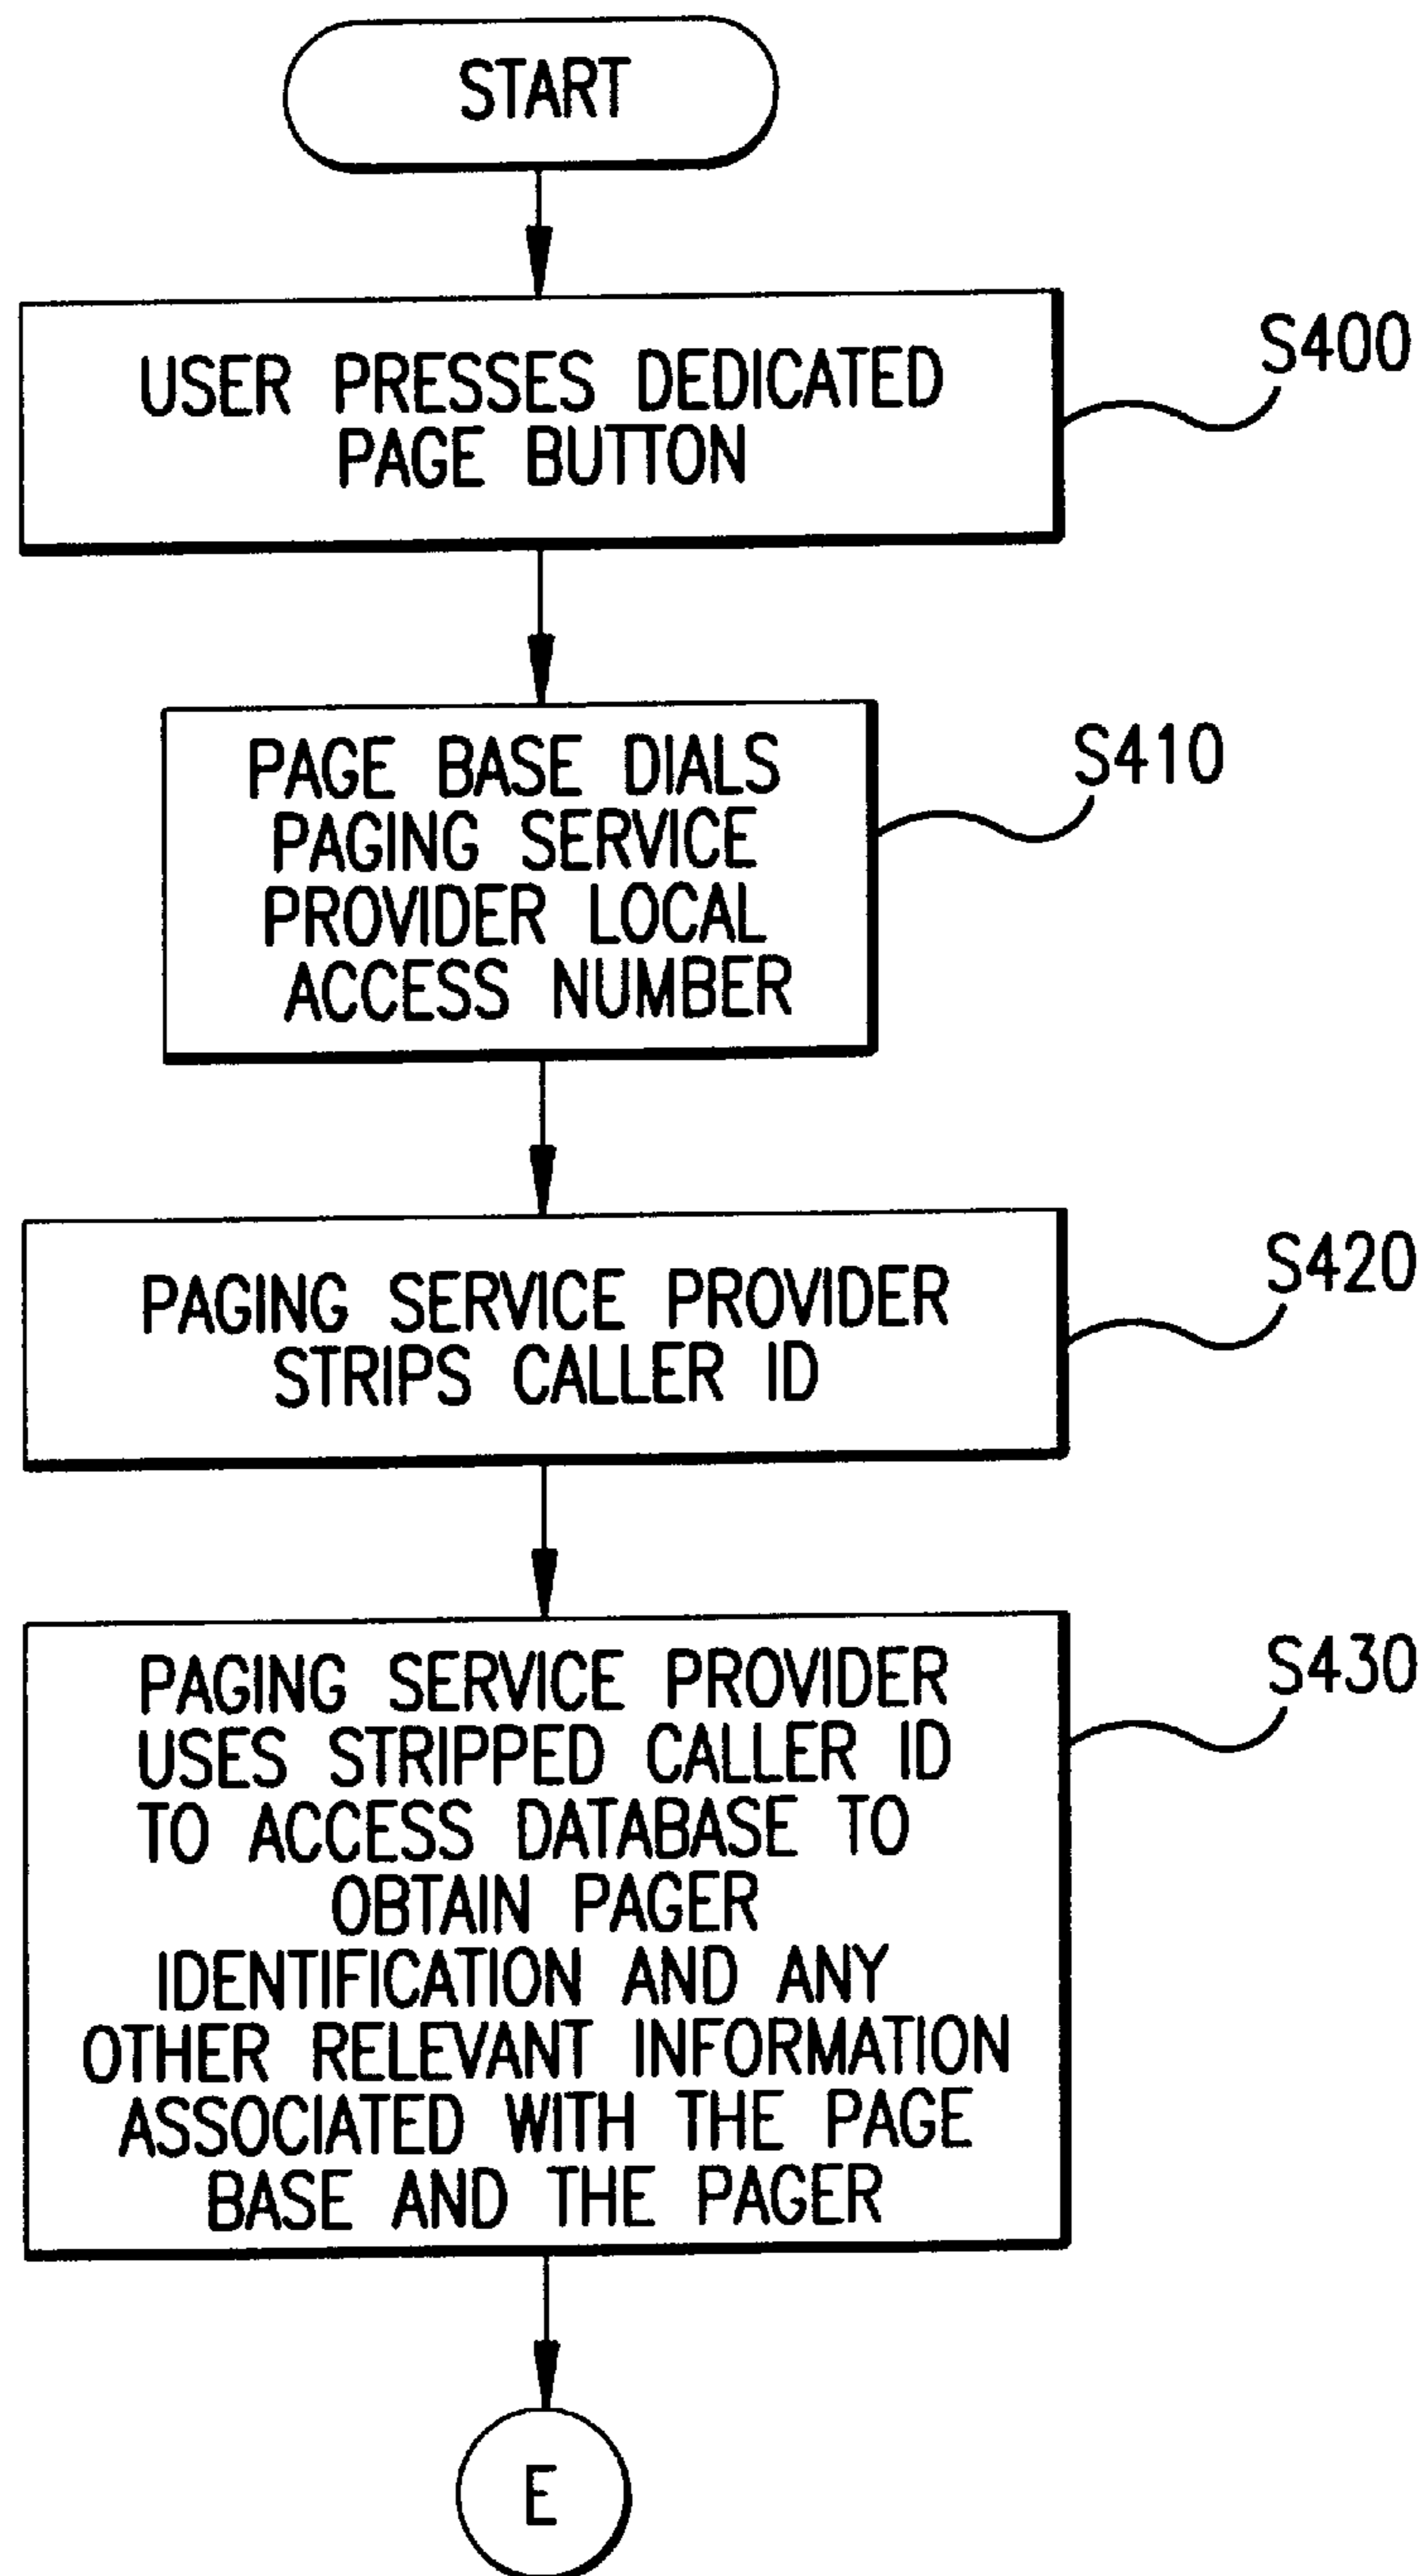 START
USER PRESSES DEDICATED
PAGE BUTTON
S400
PAGE BASE DIALS
PAGING SERVICE
PROVIDER LOCAL
ACCESS NUMBER
S410
PAGING SERVICE PROVIDER
STRIPS CALLER ID
S420
PAGING SERVICE PROVIDER
USES STRIPPED CALLER ID
TO ACCESS DATABASE TO
OBTAIN PAGER
IDENTIFICATION AND ANY
OTHER RELEVANT INFORMATION
ASSOCIATED WITH THE PAGE
BASE AND THE PAGER
S430
E